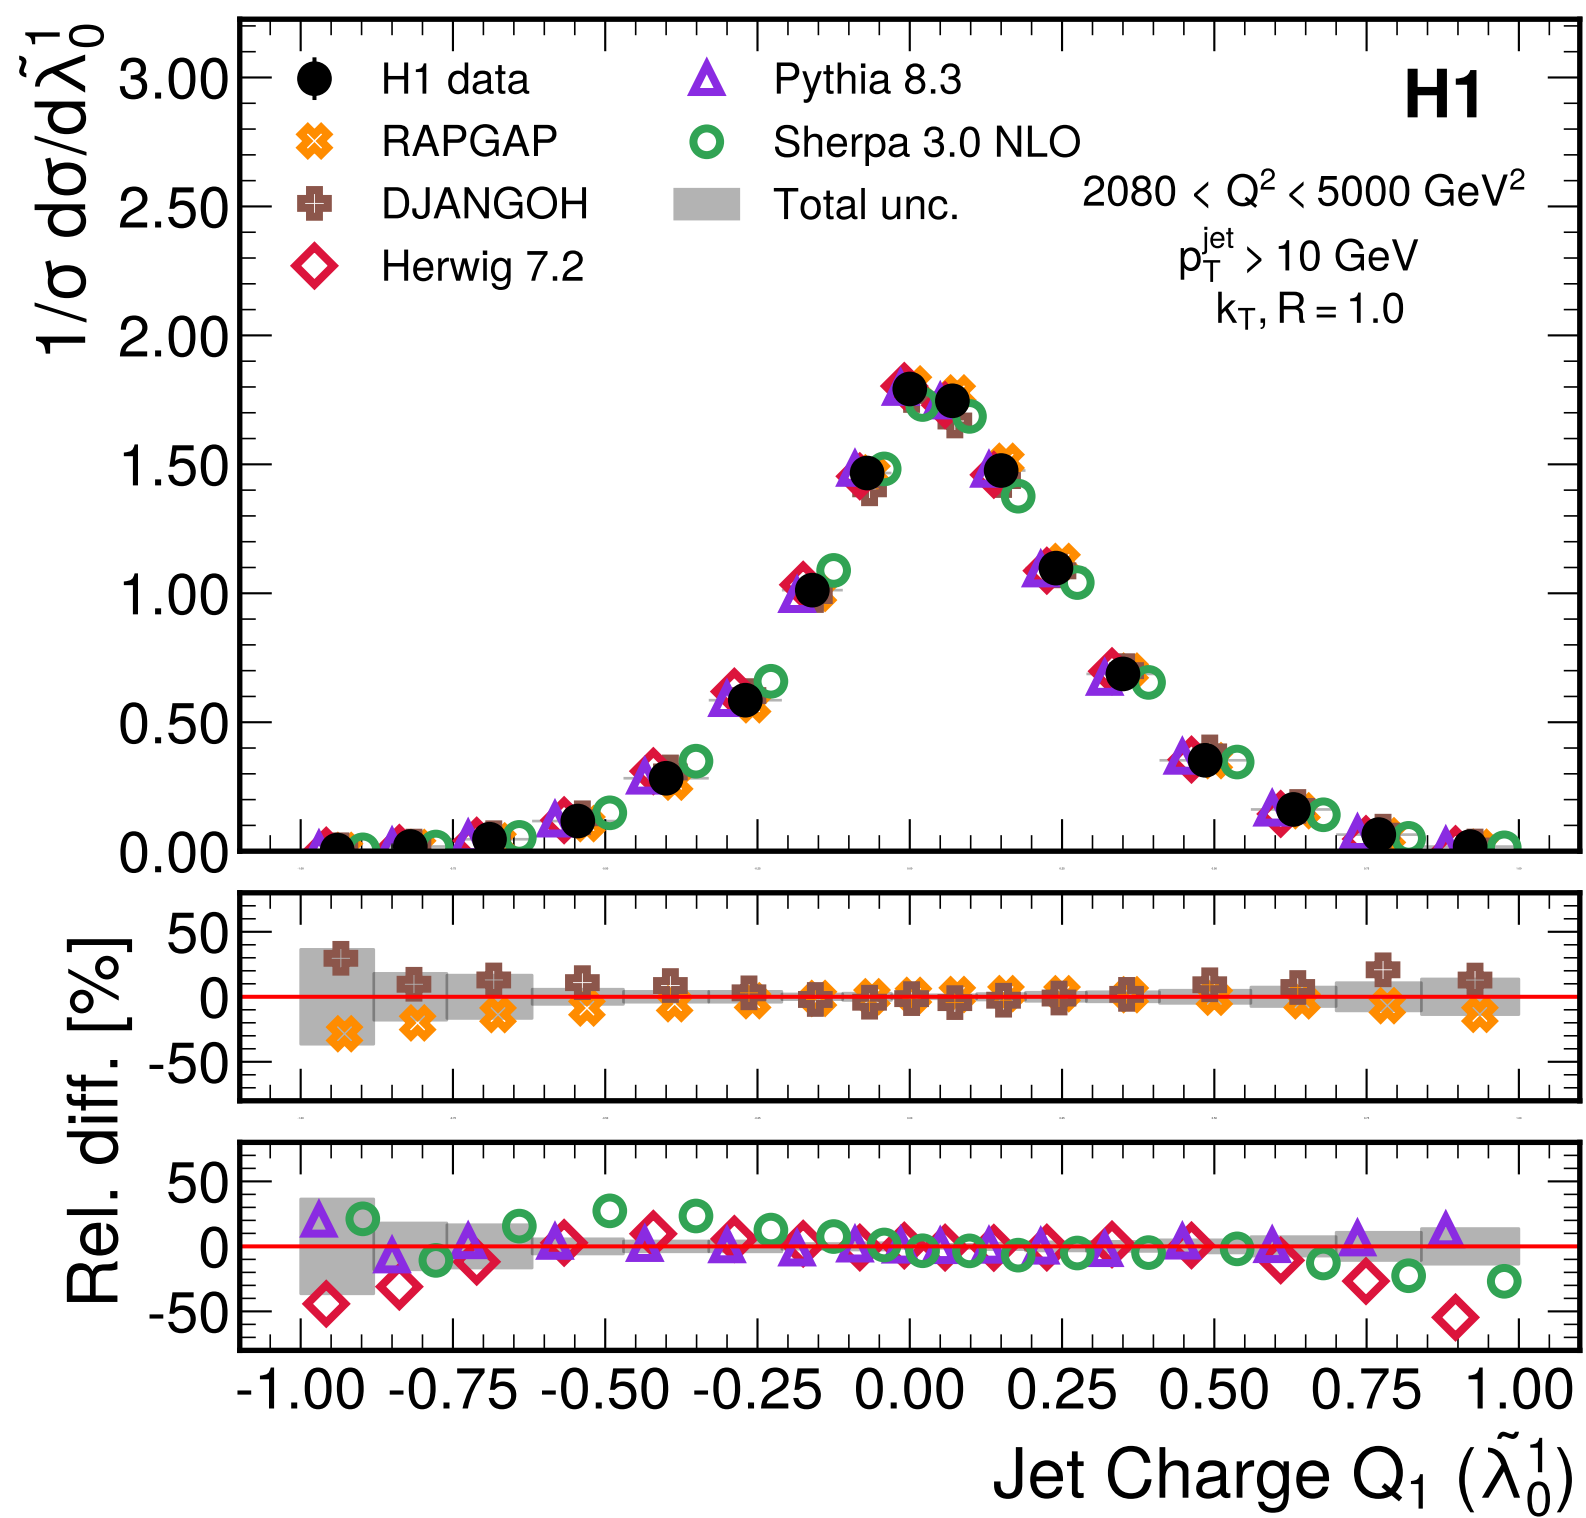 1/σ dσ/dλ̃¹₀
3.00
2.50
2.00
1.50
1.00
0.50
0.00
H1 data
RAPGAP
DJANGOH
Herwig 7.2
Pythia 8.3
Sherpa 3.0 NLO
Total unc.
H1
2080 < Q² < 5000 GeV²
p_T^jet > 10 GeV
k_T, R = 1.0
Rel. diff. [%]
50
0
-50
50
0
-50
-1.00 -0.75 -0.50 -0.25 0.00 0.25 0.50 0.75 1.00
Jet Charge Q₁ (λ̃¹₀)